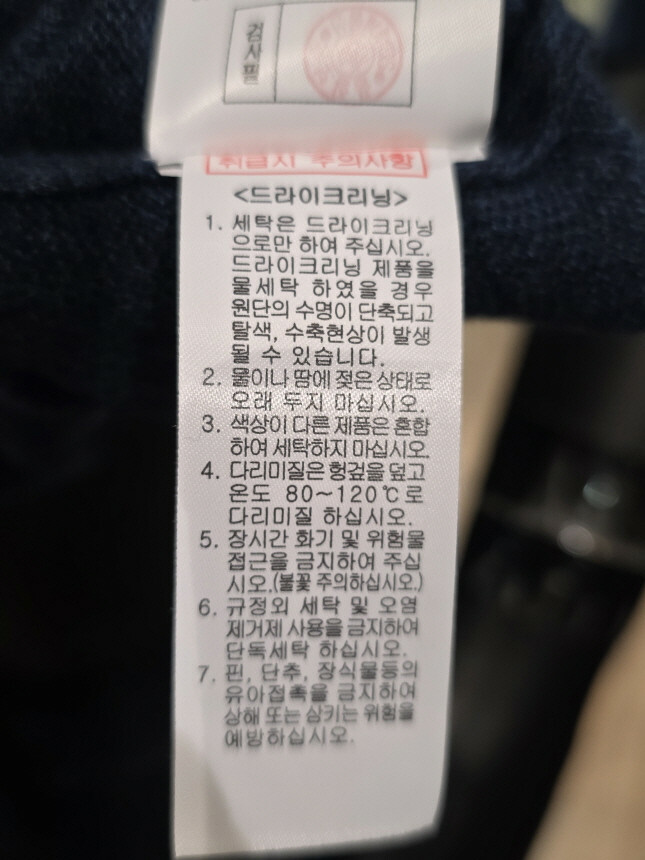 검사필
취급시 주의사항
<드라이크리닝>
1. 세탁은 드라이크리닝
으로만 하여 주십시오.
드라이크리닝 제품을
물세탁 하였을 경우
원단의 수명이 단축되고
탈색, 수축현상이 발생
될 수 있습니다.
2. 물이나 땀에 젖은 상태로
오래 두지 마십시오.
3. 색상이 다른 제품은 혼합
하여 세탁하지 마십시오.
4. 다리미질은 헝겊을 덮고
온도 80~120℃로
다리미질 하십시오.
5. 장시간 화기 및 위험물
접근을 금지하여 주십
시오.(불꽃 주의하십시오.)
6. 규정외 세탁 및 오염
제거제 사용을 금지하여
단독세탁 하십시오.
7. 핀, 단추, 장식물등의
유아접촉을 금지하여
상해 또는 삼키는 위험을
예방하십시오.